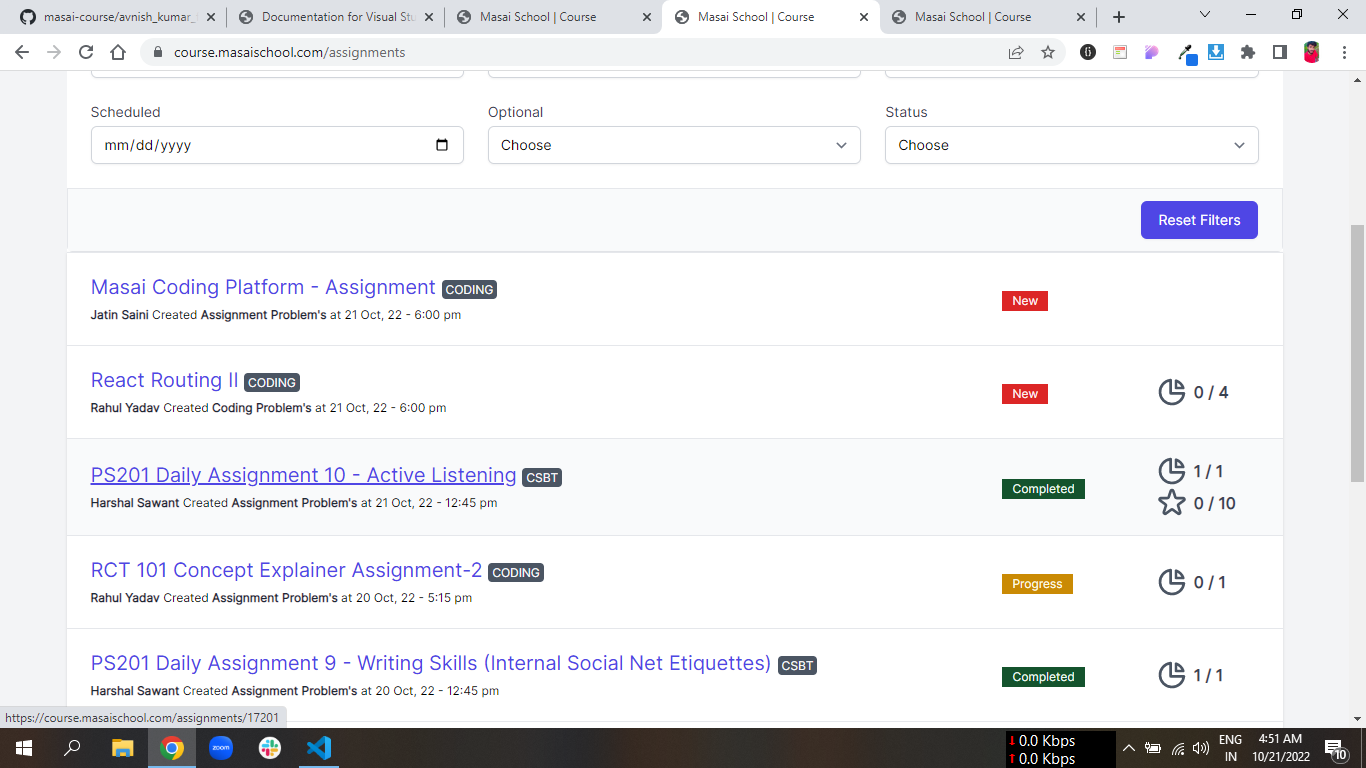 masai-course/avnish_kumar_
Documentation for Visual Stu
Masai School | Course
Masai School | Course
Masai School | Course
course.masaischool.com/assignments
Scheduled
Optional
Status
mm/dd/yyyy
Choose
Choose
Reset Filters
Masai Coding Platform - Assignment CODING
Jatin Saini Created Assignment Problem's at 21 Oct, 22 - 6:00 pm
New
React Routing II CODING
Rahul Yadav Created Coding Problem's at 21 Oct, 22 - 6:00 pm
New
0 / 4
PS201 Daily Assignment 10 - Active Listening CSBT
Harshal Sawant Created Assignment Problem's at 21 Oct, 22 - 12:45 pm
Completed
1 / 1
0 / 10
RCT 101 Concept Explainer Assignment-2 CODING
Rahul Yadav Created Assignment Problem's at 20 Oct, 22 - 5:15 pm
Progress
0 / 1
PS201 Daily Assignment 9 - Writing Skills (Internal Social Net Etiquettes) CSBT
Harshal Sawant Created Assignment Problem's at 20 Oct, 22 - 12:45 pm
Completed
1 / 1
https://course.masaischool.com/assignments/17201
zoom
0.0 Kbps
0.0 Kbps
ENG
IN
4:51 AM
10/21/2022
10